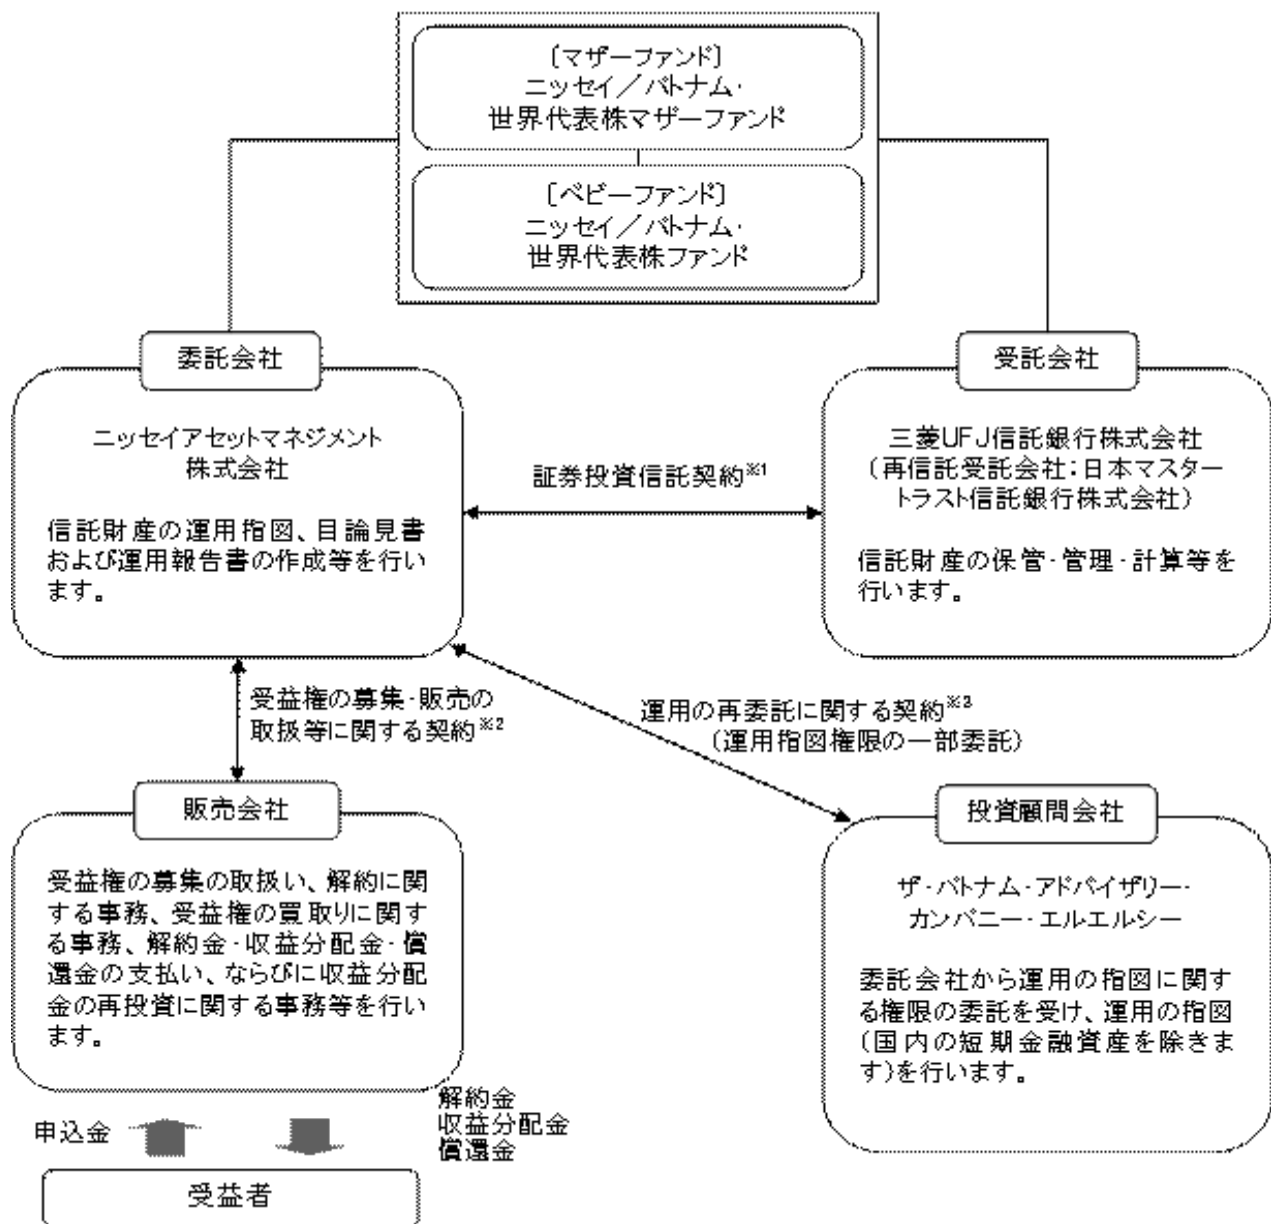 〔マザーファンド〕
ニッセイ／パトナム・
世界代表株マザーファンド
〔ベビーファンド〕
ニッセイ／パトナム・
世界代表株ファンド
委託会社
ニッセイアセットマネジメント
株式会社
信託財産の運用指図、目論見書
および運用報告書の作成等を行い
ます。
証券投資信託契約※1
受託会社
三菱UFJ信託銀行株式会社
（再信託受託会社：日本マスター
トラスト信託銀行株式会社）
信託財産の保管・管理・計算等を
行います。
受益権の募集・販売の
取扱等に関する契約※2
運用の再委託に関する契約※3
（運用指図権限の一部委託）
販売会社
受益権の募集の取扱い、解約に関
する事務、受益権の買取りに関す
る事務、解約金・収益分配金・償
還金の支払い、ならびに収益分配
金の再投資に関する事務等を行い
ます。
投資顧問会社
ザ・パトナム・アドバイザリー・
カンパニー・エルエルシー
委託会社から運用の指図に関す
る権限の委託を受け、運用の指図
（国内の短期金融資産を除きま
す）を行います。
申込金
解約金
収益分配金
償還金
受益者